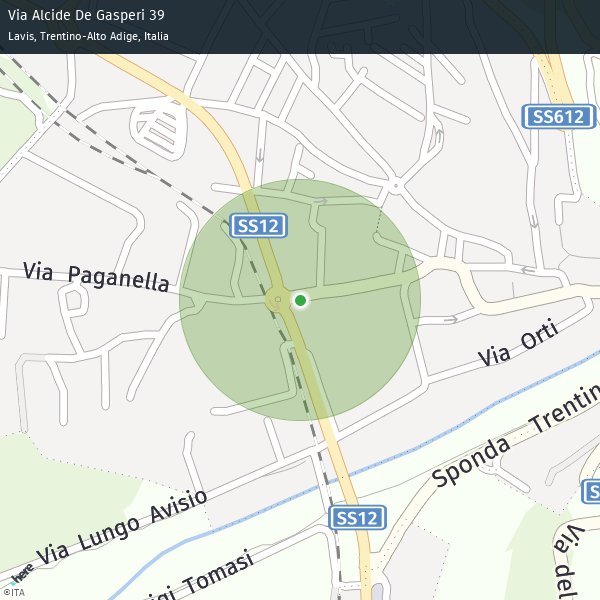 Via Alcide De Gasperi 39
Lavis, Trentino-Alto Adige, Italia
SS612
SS12
Via Paganella
Via Orti
Sponda Trentin
SS12
S
Via Lungo Avisio
igi Tomasi
Via del
here
©ITA